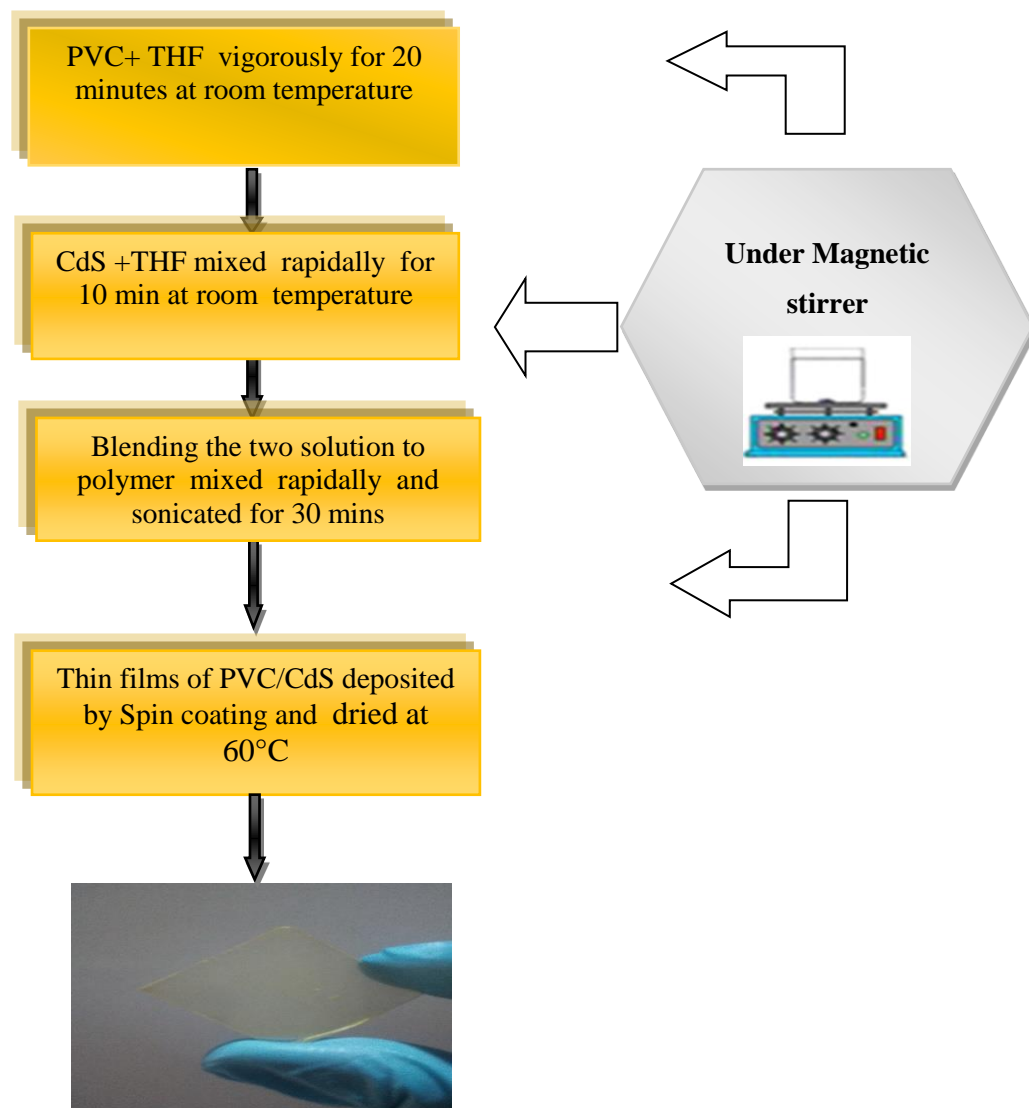 PVC+ THF vigorously for 20
minutes at room temperature
CdS +THF mixed rapidally for
10 min at room temperature
Under Magnetic
stirrer
Blending the two solution to
polymer mixed rapidally and
sonicated for 30 mins
Thin films of PVC/CdS deposited
by Spin coating and dried at
60°C